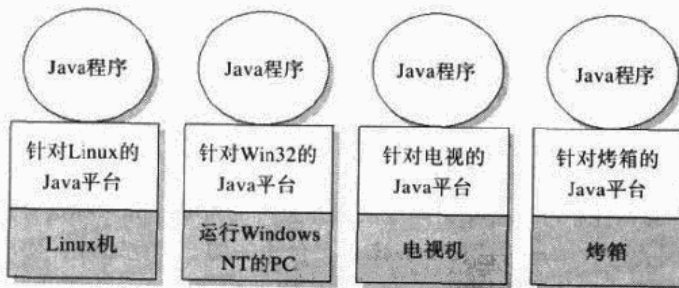 Java程序
Java程序
Java程序
Java程序
针对Linux的
Java平台
针对Win32的
Java平台
针对电视的
Java平台
针对烤箱的
Java平台
Linux机
运行Windows
NT的PC
电视机
烤箱